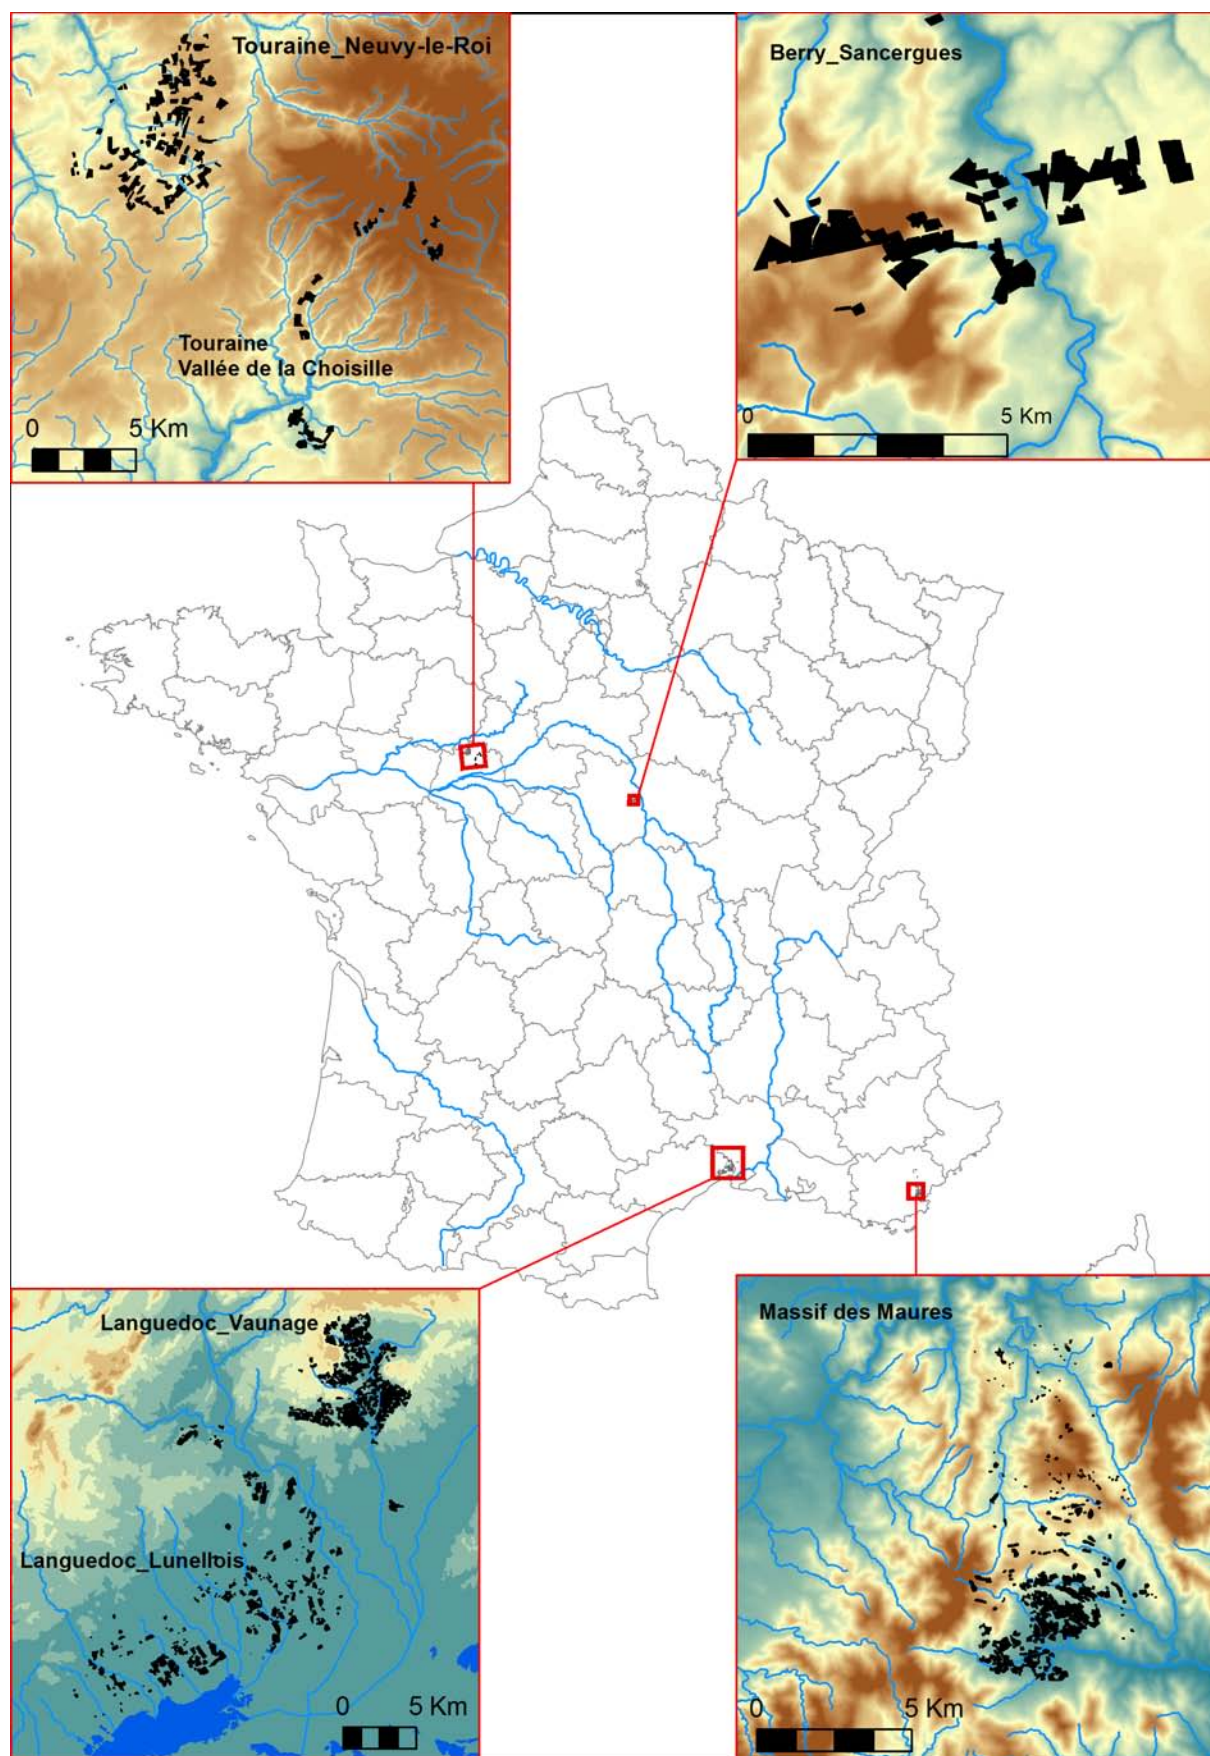 Touraine_Neuvy-le-Roi
Touraine
Vallée de la Choisille
0 5 Km
Berry_Sancergues
0 5 Km
Languedoc_Vaunage
Languedoc_Lunellois
0 5 Km
Massif des Maures
0 5 Km